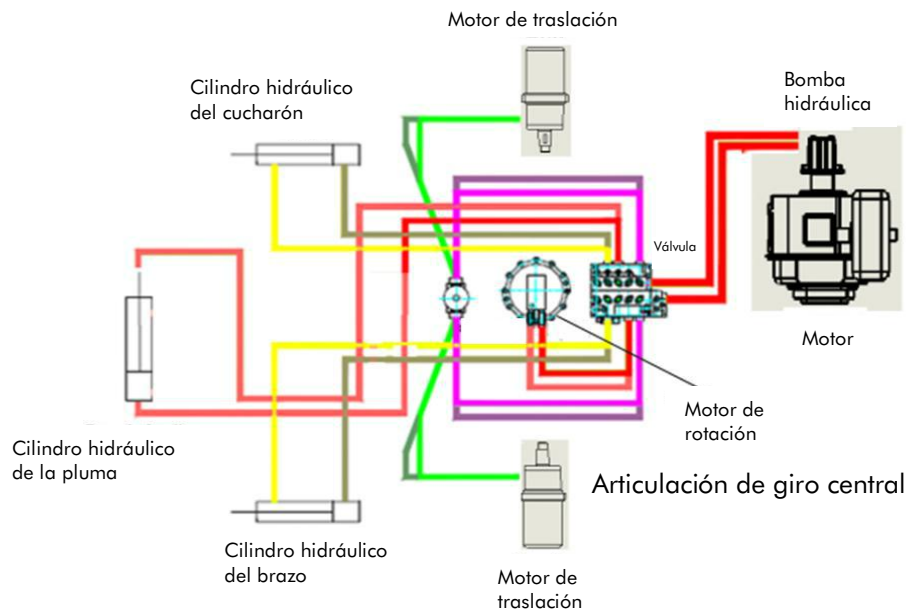 Motor de traslación
Cilindro hidráulico
del cucharón
Bomba
hidráulica
Válvula
Motor
Motor de
rotación
Cilindro hidráulico
de la pluma
Articulación de giro central
Cilindro hidráulico
del brazo
Motor de
traslación